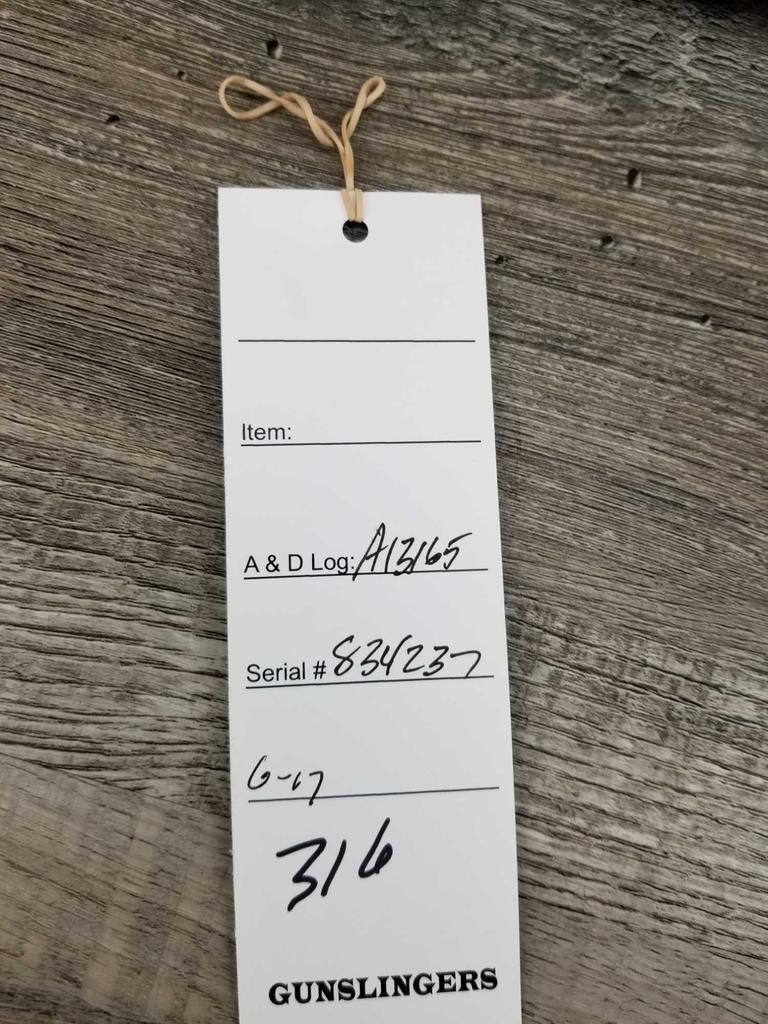 Item:
A & D Log: A13165
Serial # 834237
6-17
316
GUNSLINGERS